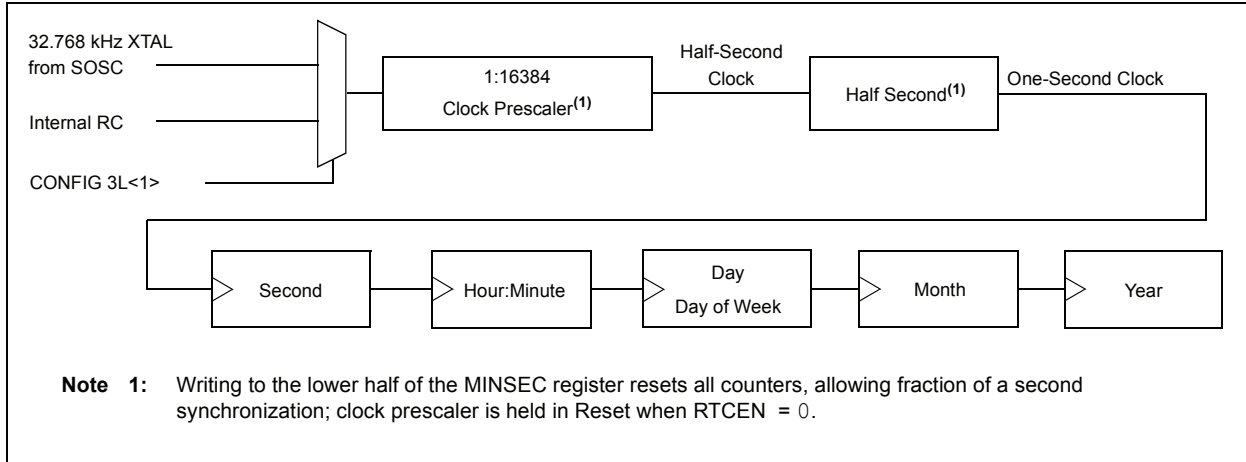 32.768 kHz XTAL
from SOSC
Internal RC
CONFIG 3L<1>
1:16384
Clock Prescaler(1)
Half-Second
Clock
Half Second(1)
One-Second Clock
Second
Hour:Minute
Day
Day of Week
Month
Year
Note 1: Writing to the lower half of the MINSEC register resets all counters, allowing fraction of a second
synchronization; clock prescaler is held in Reset when RTCEN = 0.